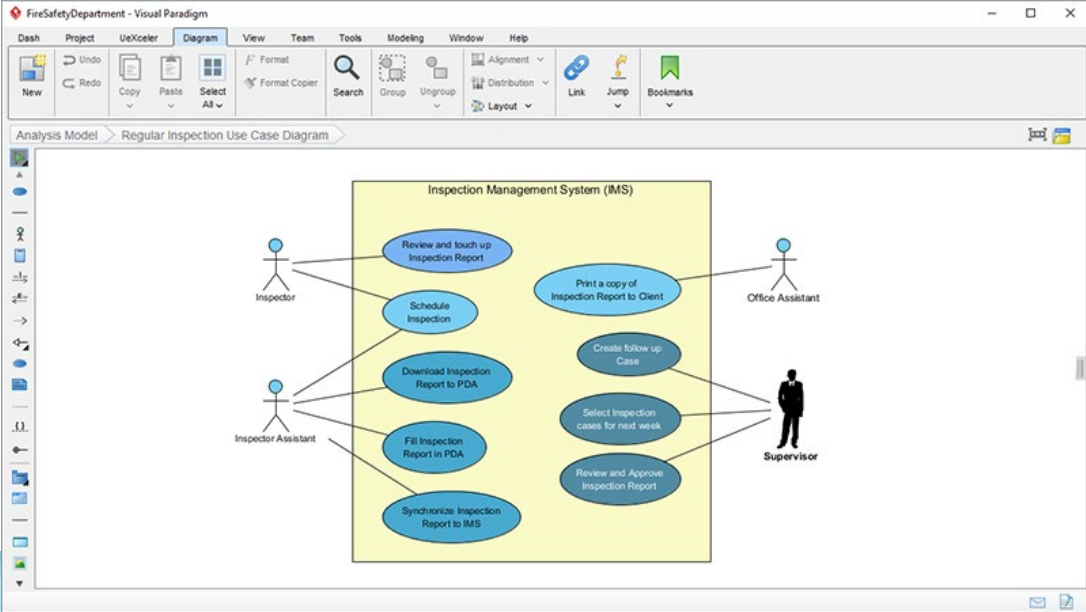 FireSafetyDepartment - Visual Paradigm
Dash Project UeXceler Diagram View Team Tools Modeling Window Help
New
Undo
Redo
Copy
Paste
Select
All
Format
Format Copier
Search
Group
Ungroup
Alignment
Distribution
Layout
Link
Jump
Bookmarks
Analysis Model Regular Inspection Use Case Diagram
Inspection Management System (IMS)
Review and touch up
Inspection Report
Inspector
Schedule
Inspection
Print a copy of
Inspection Report to Client
Office Assistant
Create follow up
Case
Download Inspection
Report to PDA
Inspector Assistant
Select Inspection
cases for next week
Fill Inspection
Report in PDA
Supervisor
Review and Approve
Inspection Report
Synchronize Inspection
Report to IMS